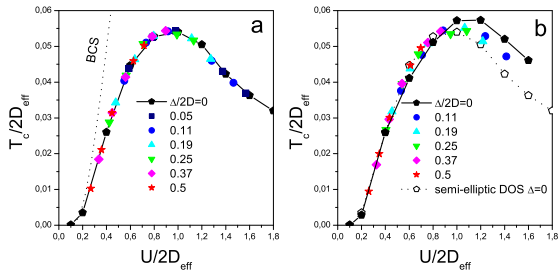 a
BCS
T_c/2D_eff
0,06
0,05
0,04
0,03
0,02
0,01
0,00
Δ/2D=0
0.05
0.11
0.19
0.25
0.37
0.5
0,0 0,2 0,4 0,6 0,8 1,0 1,2 1,4 1,6 1,8
U/2D_eff
b
T_c/2D_eff
0,06
0,05
0,04
0,03
0,02
0,01
0,00
Δ/2D=0
0.11
0.19
0.25
0.37
0.5
semi-elliptic DOS Δ=0
0,0 0,2 0,4 0,6 0,8 1,0 1,2 1,4 1,6 1,8
U/2D_eff